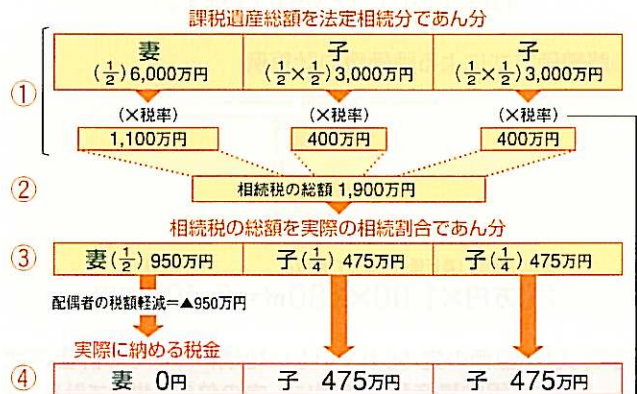 課税遺産総額を法定相続分であん分
妻 子 子
(1/2) 6,000万円 (1/2×1/2) 3,000万円 (1/2×1/2) 3,000万円
①
(×税率) (×税率) (×税率)
1,100万円 400万円 400万円
② 相続税の総額 1,900万円
相続税の総額を実際の相続割合であん分
③ 妻(1/2) 950万円 子(1/4) 475万円 子(1/4) 475万円
配偶者の税額軽減=▲950万円
実際に納める税金
④ 妻 0円 子 475万円 子 475万円